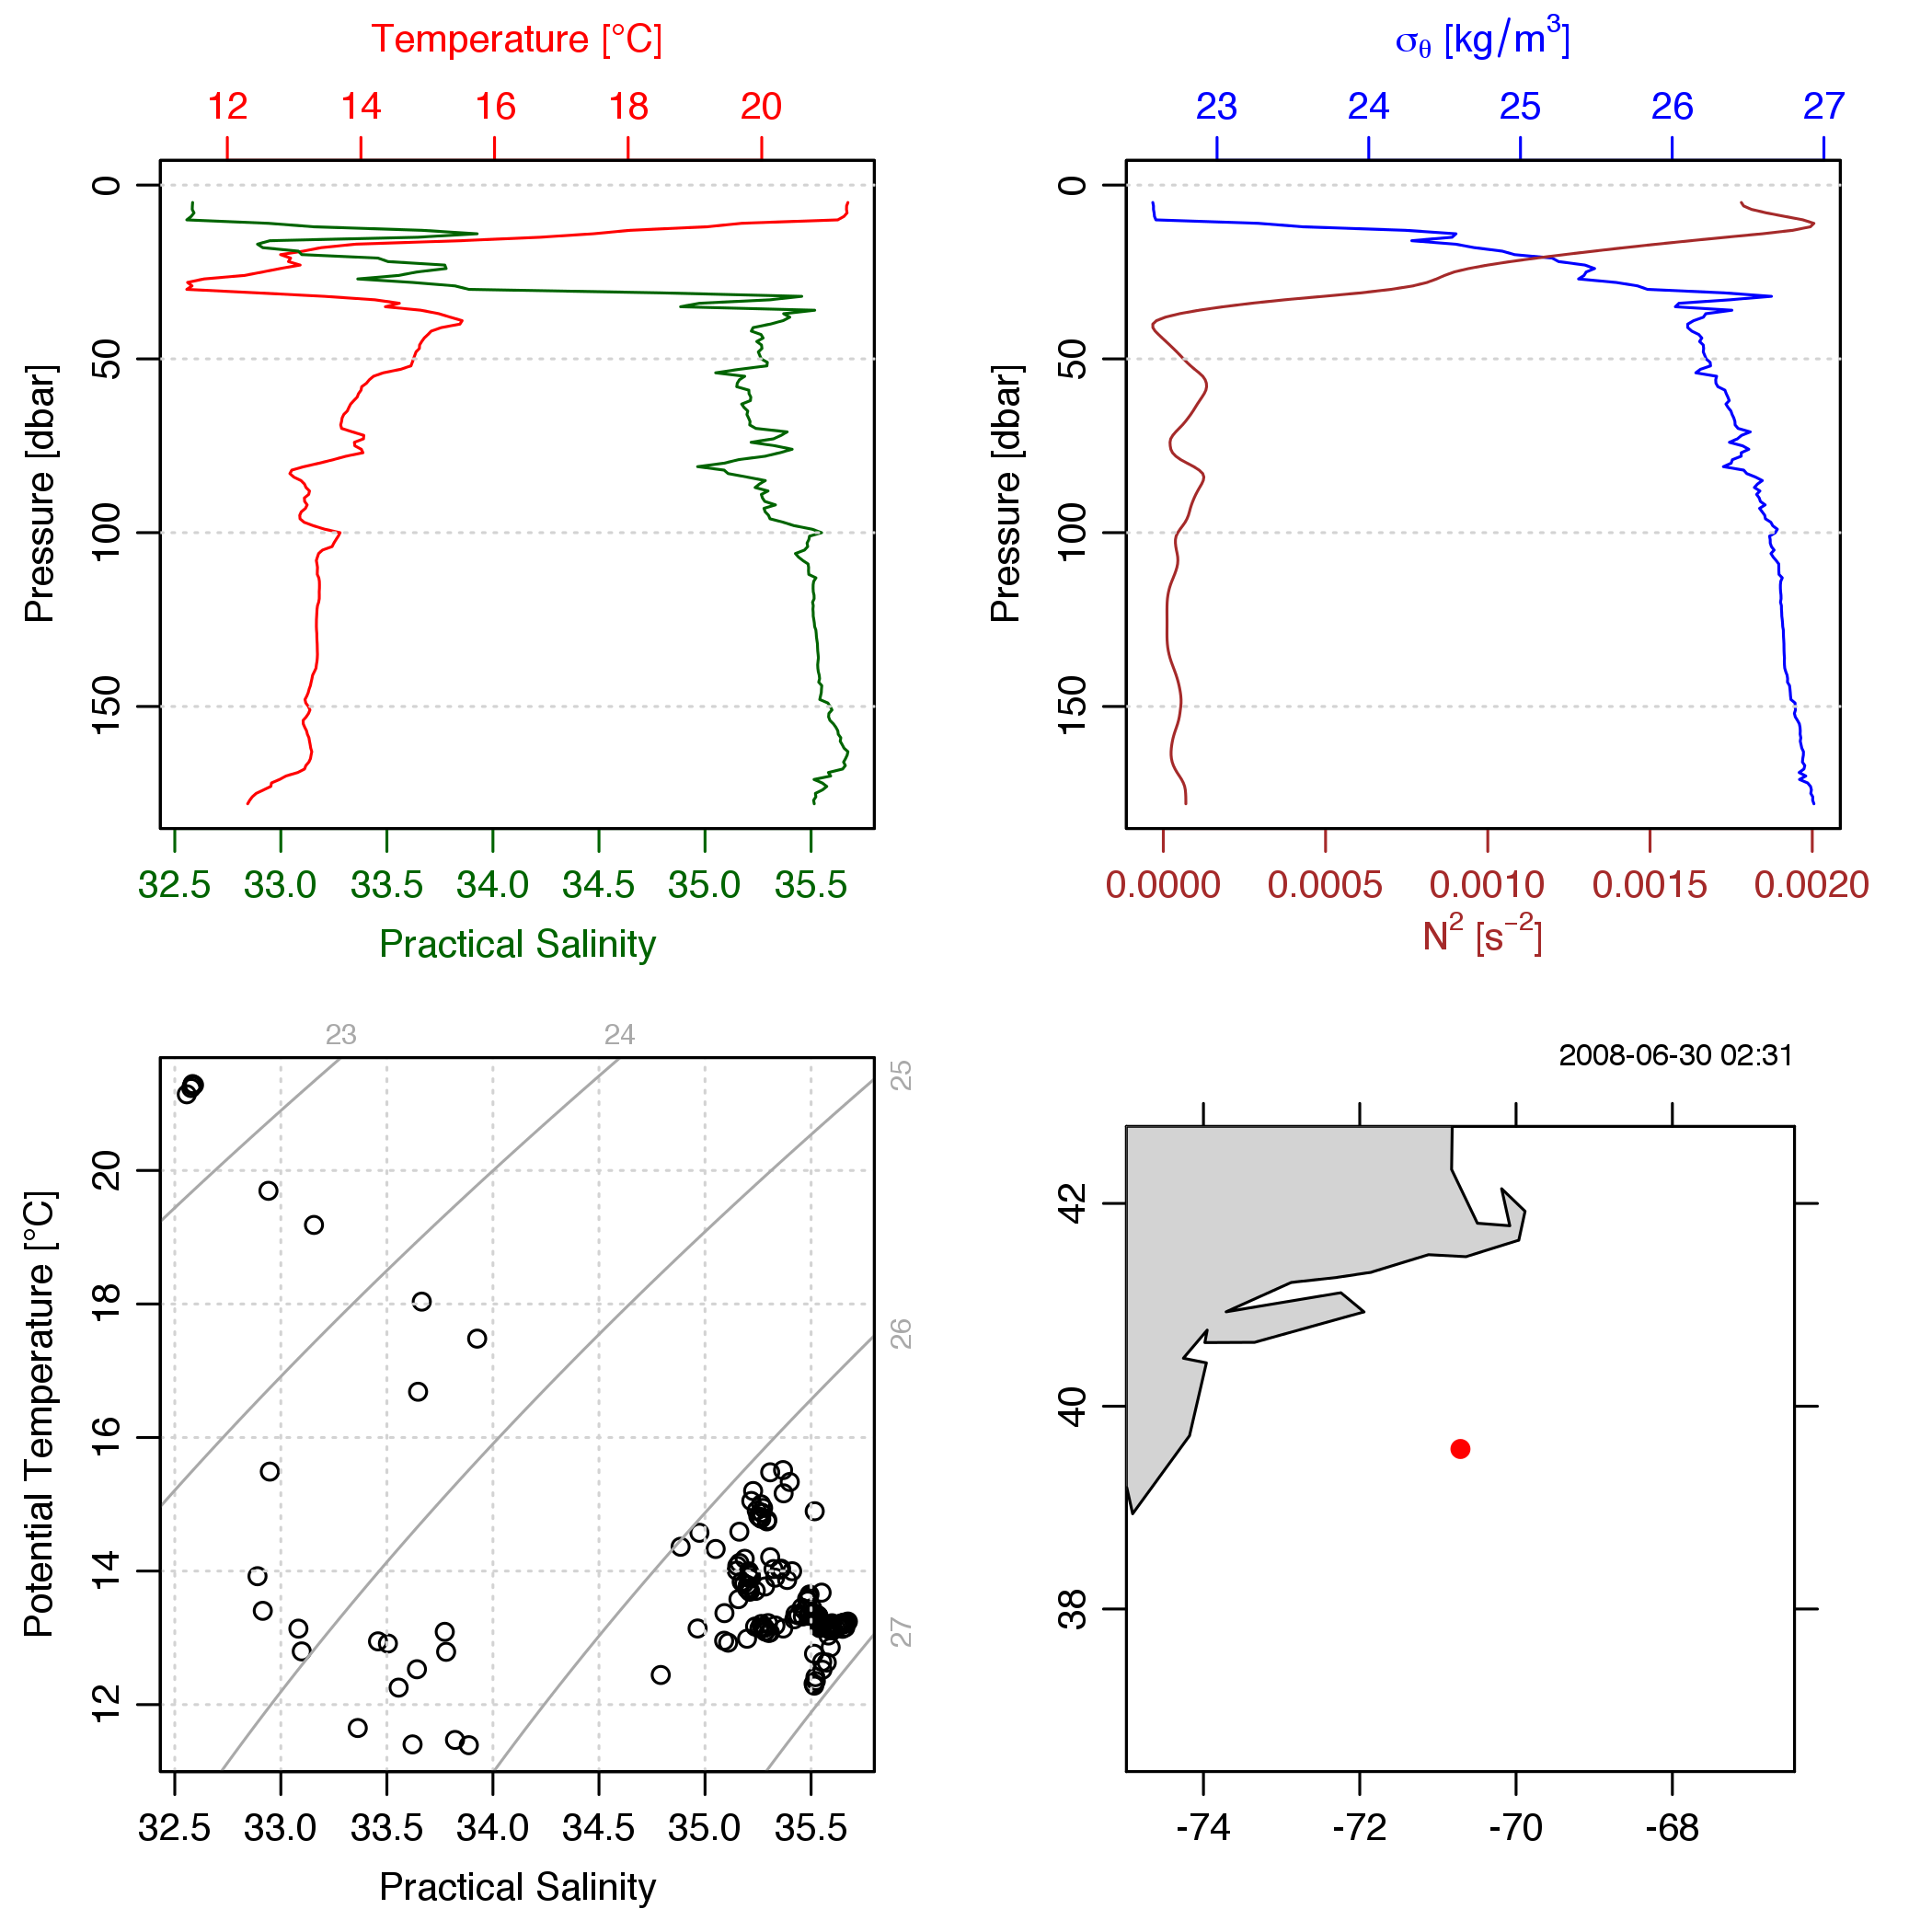 Temperature [°C]
12 14 16 18 20
Pressure [dbar]
0
50
100
150
32.5 33.0 33.5 34.0 34.5 35.0 35.5
Practical Salinity
σθ [kg/m³]
23 24 25 26 27
Pressure [dbar]
0
50
100
150
0.0000 0.0005 0.0010 0.0015 0.0020
N² [s⁻²]
23 24
25
26
27
Potential Temperature [°C]
20
18
16
14
12
32.5 33.0 33.5 34.0 34.5 35.0 35.5
Practical Salinity
2008-06-30 02:31
42
40
38
-74 -72 -70 -68